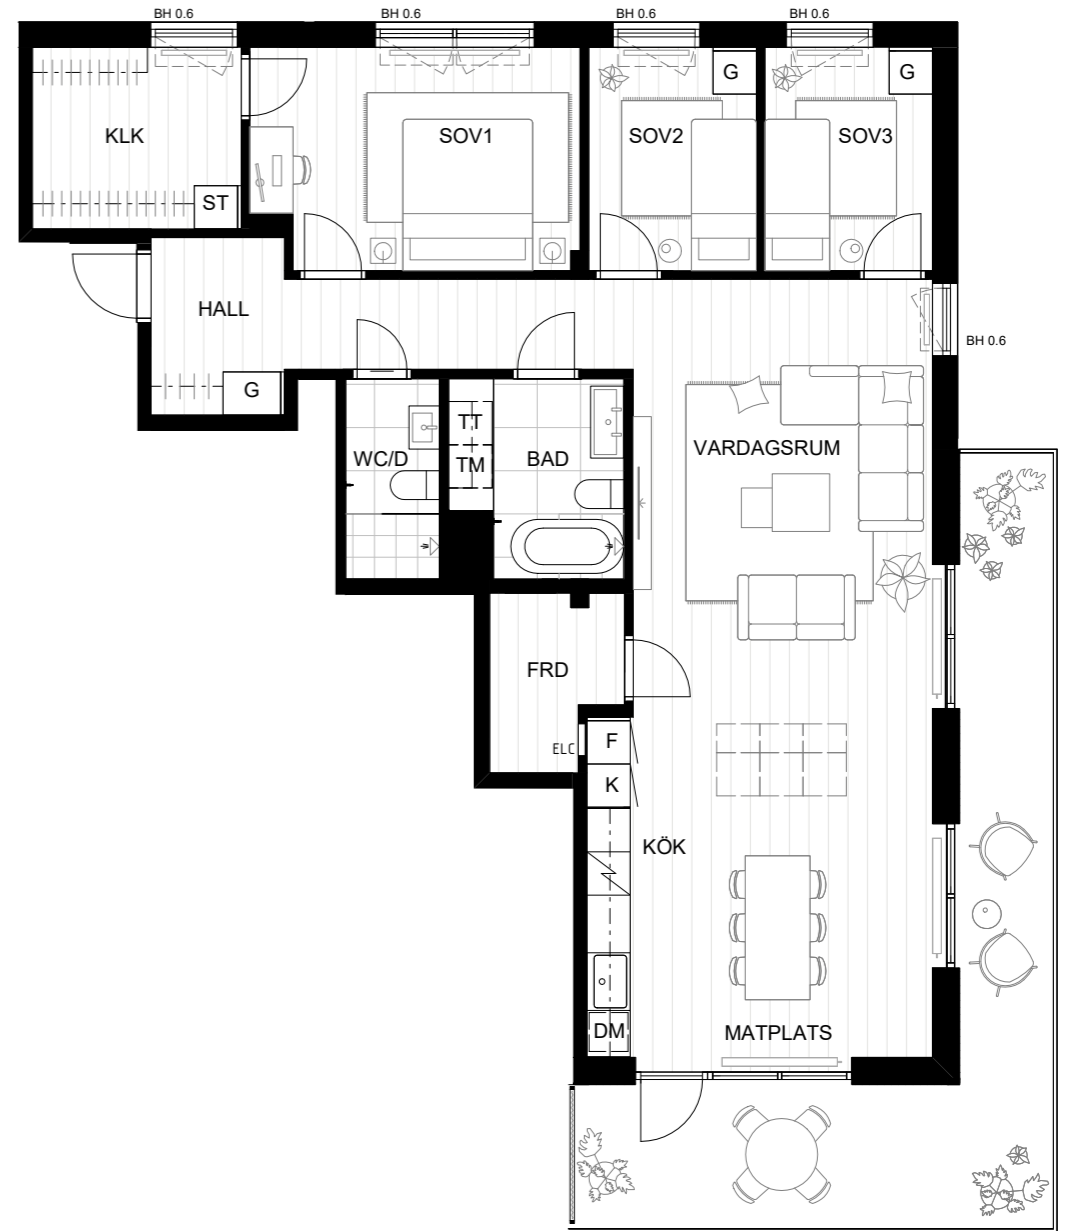 BH 0.6
BH 0.6
BH 0.6
BH 0.6
G
G
KLK
SOV1
SOV2
SOV3
ST
HALL
BH 0.6
G
TT
WC/D
TM
BAD
VARDAGSRUM
FRD
ELC
F
K
KÖK
DM
MATPLATS